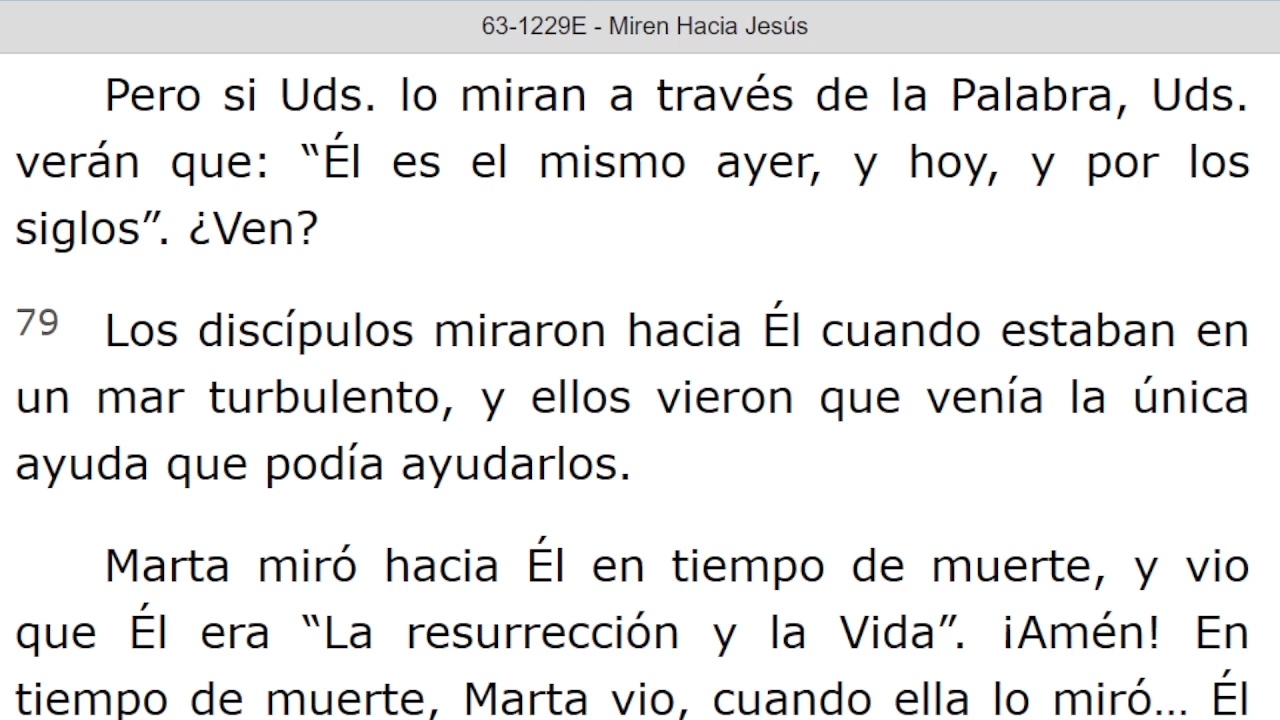 63-1229E - Miren Hacia Jesús
Pero si Uds. lo miran a través de la Palabra, Uds.
verán que: “Él es el mismo ayer, y hoy, y por los
siglos”. ¿Ven?
79 Los discípulos miraron hacia Él cuando estaban en
un mar turbulento, y ellos vieron que venía la única
ayuda que podía ayudarlos.
Marta miró hacia Él en tiempo de muerte, y vio
que Él era “La resurrección y la Vida”. ¡Amén! En
tiempo de muerte, Marta vio, cuando ella lo miró… Él